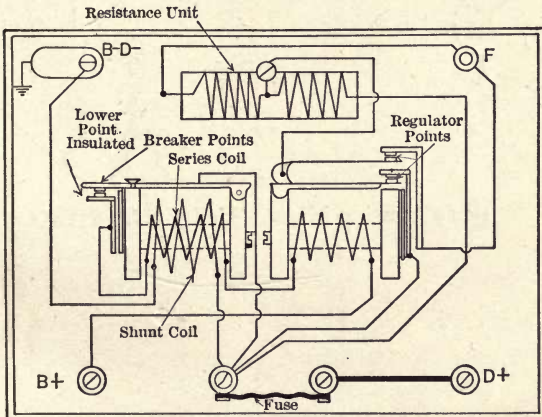 Resistance Unit
B-D-
F
Lower
Point
Insulated
Breaker Points
Series Coil
Regulator
Points
Shunt Coil
B+
D+
Fuse